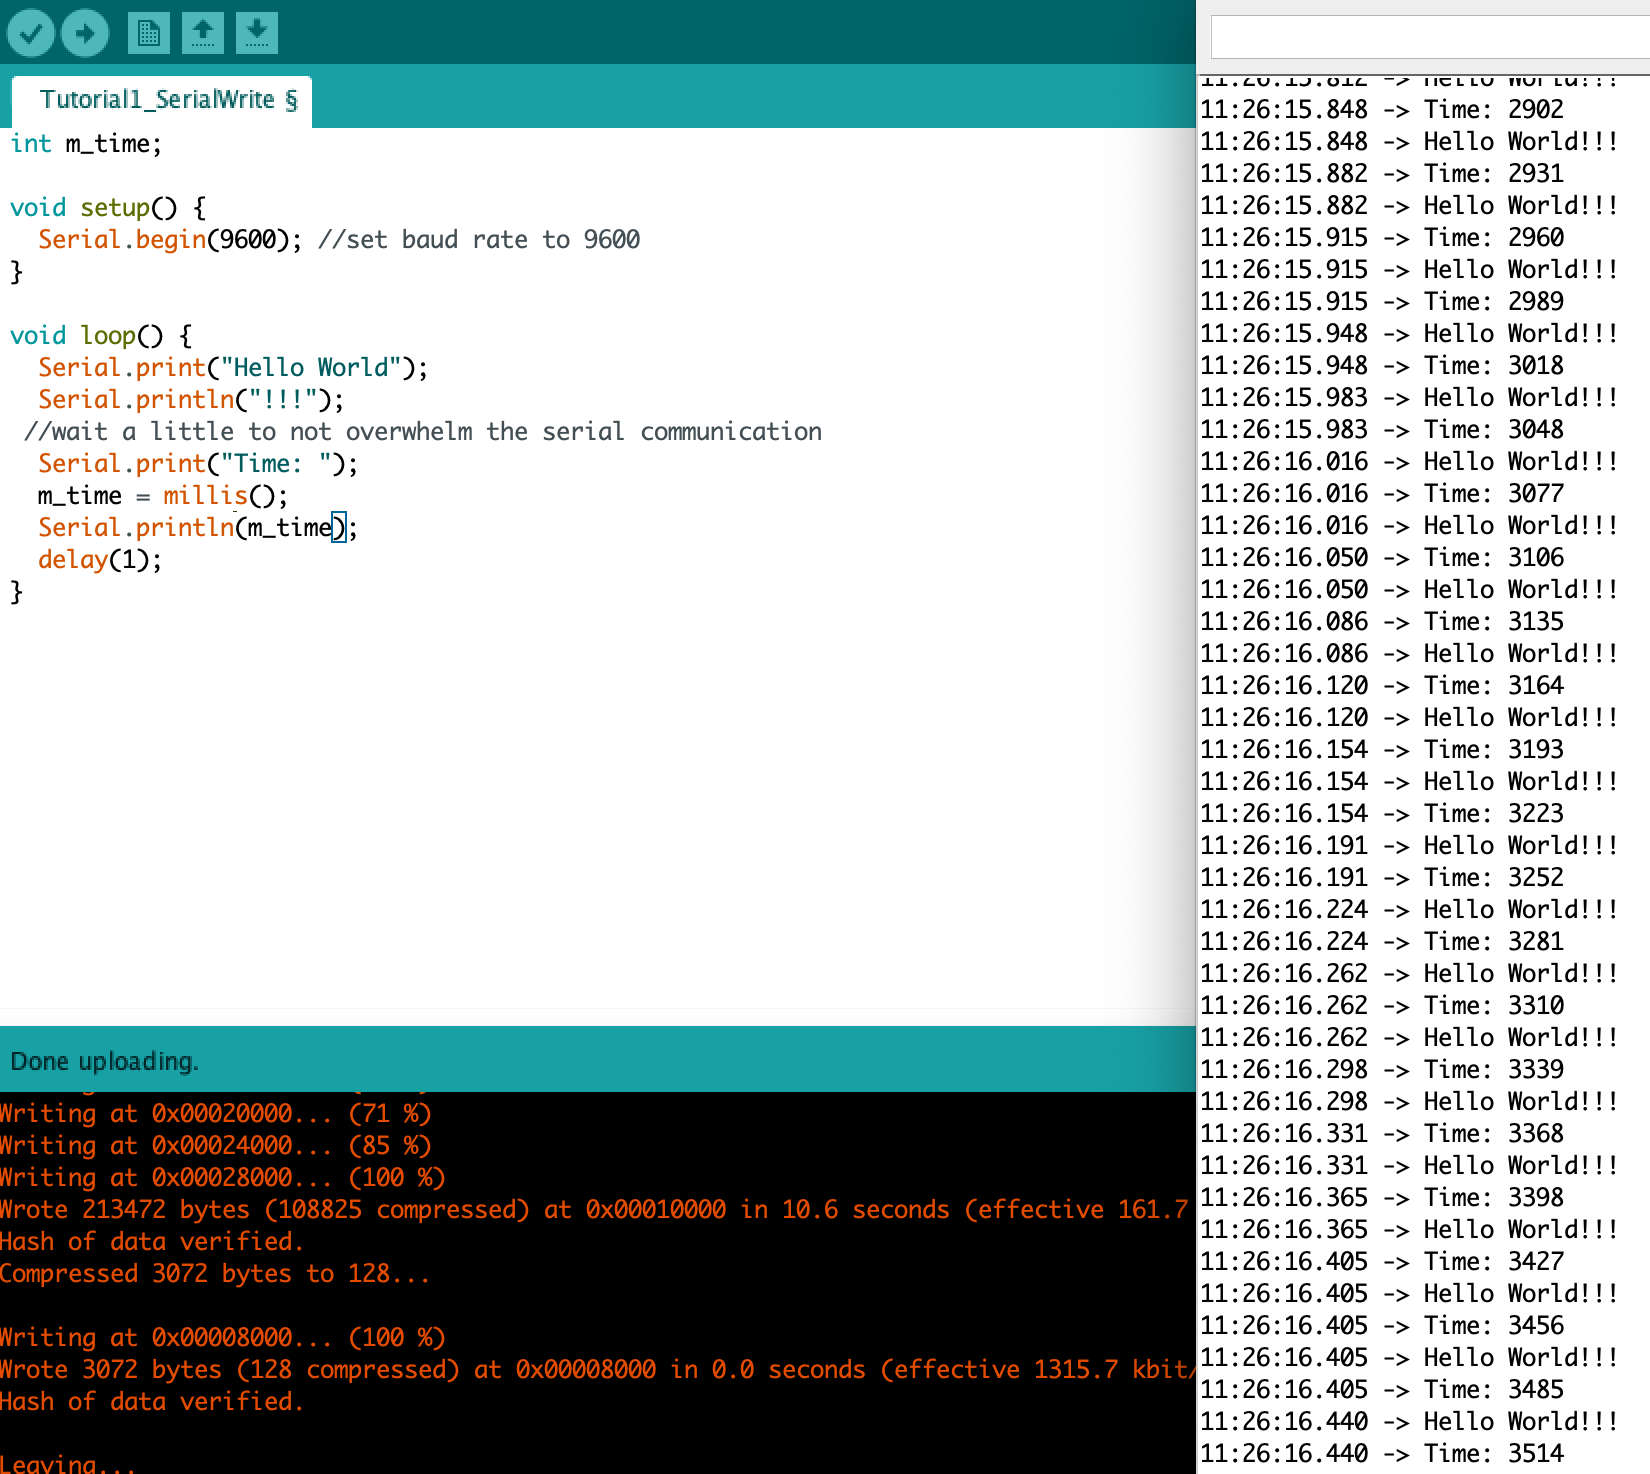 Tutorial1_SerialWrite §
int m_time;
void setup() {
Serial.begin(9600); //set baud rate to 9600
}
void loop() {
Serial.print("Hello World");
Serial.println("!!!");
//wait a little to not overwhelm the serial communication
Serial.print("Time: ");
m_time = millis();
Serial.println(m_time);
delay(1);
}
Done uploading.
Writing at 0x00020000... (71 %)
Writing at 0x00024000... (85 %)
Writing at 0x00028000... (100 %)
Wrote 213472 bytes (108825 compressed) at 0x00010000 in 10.6 seconds (effective 161.7
Hash of data verified.
Compressed 3072 bytes to 128...
Writing at 0x00008000... (100 %)
Wrote 3072 bytes (128 compressed) at 0x00008000 in 0.0 seconds (effective 1315.7 kbit/
Hash of data verified.
Leaving...
11:26:15.812 -> Hello World!!!
11:26:15.848 -> Time: 2902
11:26:15.848 -> Hello World!!!
11:26:15.882 -> Time: 2931
11:26:15.882 -> Hello World!!!
11:26:15.915 -> Time: 2960
11:26:15.915 -> Hello World!!!
11:26:15.915 -> Time: 2989
11:26:15.948 -> Hello World!!!
11:26:15.948 -> Time: 3018
11:26:15.983 -> Hello World!!!
11:26:15.983 -> Time: 3048
11:26:16.016 -> Hello World!!!
11:26:16.016 -> Time: 3077
11:26:16.016 -> Hello World!!!
11:26:16.050 -> Time: 3106
11:26:16.050 -> Hello World!!!
11:26:16.086 -> Time: 3135
11:26:16.086 -> Hello World!!!
11:26:16.120 -> Time: 3164
11:26:16.120 -> Hello World!!!
11:26:16.154 -> Time: 3193
11:26:16.154 -> Hello World!!!
11:26:16.154 -> Time: 3223
11:26:16.191 -> Hello World!!!
11:26:16.191 -> Time: 3252
11:26:16.224 -> Hello World!!!
11:26:16.224 -> Time: 3281
11:26:16.262 -> Hello World!!!
11:26:16.262 -> Time: 3310
11:26:16.262 -> Hello World!!!
11:26:16.298 -> Time: 3339
11:26:16.298 -> Hello World!!!
11:26:16.331 -> Time: 3368
11:26:16.331 -> Hello World!!!
11:26:16.365 -> Time: 3398
11:26:16.365 -> Hello World!!!
11:26:16.405 -> Time: 3427
11:26:16.405 -> Hello World!!!
11:26:16.405 -> Time: 3456
11:26:16.405 -> Hello World!!!
11:26:16.405 -> Time: 3485
11:26:16.440 -> Hello World!!!
11:26:16.440 -> Time: 3514